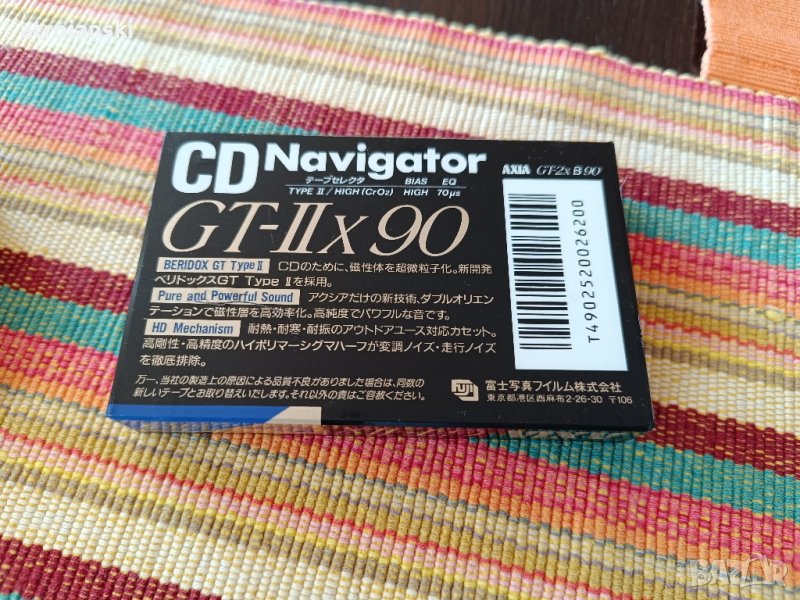 CD Navigator
テープセレクタ BIAS EQ
TYPE II / HIGH (CrO2) HIGH 70μs
GT-IIx 90
BERIDOX GT Type II CDのために、磁性体を超微粒子化。新開発
ベリドックスGT Type IIを採用。
Pure and Powerful Sound アクシアだけの新技術、ダブルオリエン
テーションで磁性層を高効率化。高純度でパワフルな音です。
HD Mechanism 耐熱・耐寒・耐振のアウトドアユース対応カセット。
高剛性・高精度のハイポリマーシグマハーフが変調ノイズ・走行ノイズ
を徹底排除。
万一、当社の製造上の原因による品質不良がありました場合は、同数の
新しいテープとお取り替えいたします。それ以外の責はご容赦ください。
AXIA GT-2x B 90
T4902520026200
FUJI
富士写真フイルム株式会社
東京都港区西麻布2-26-30 〒106
BAZAR